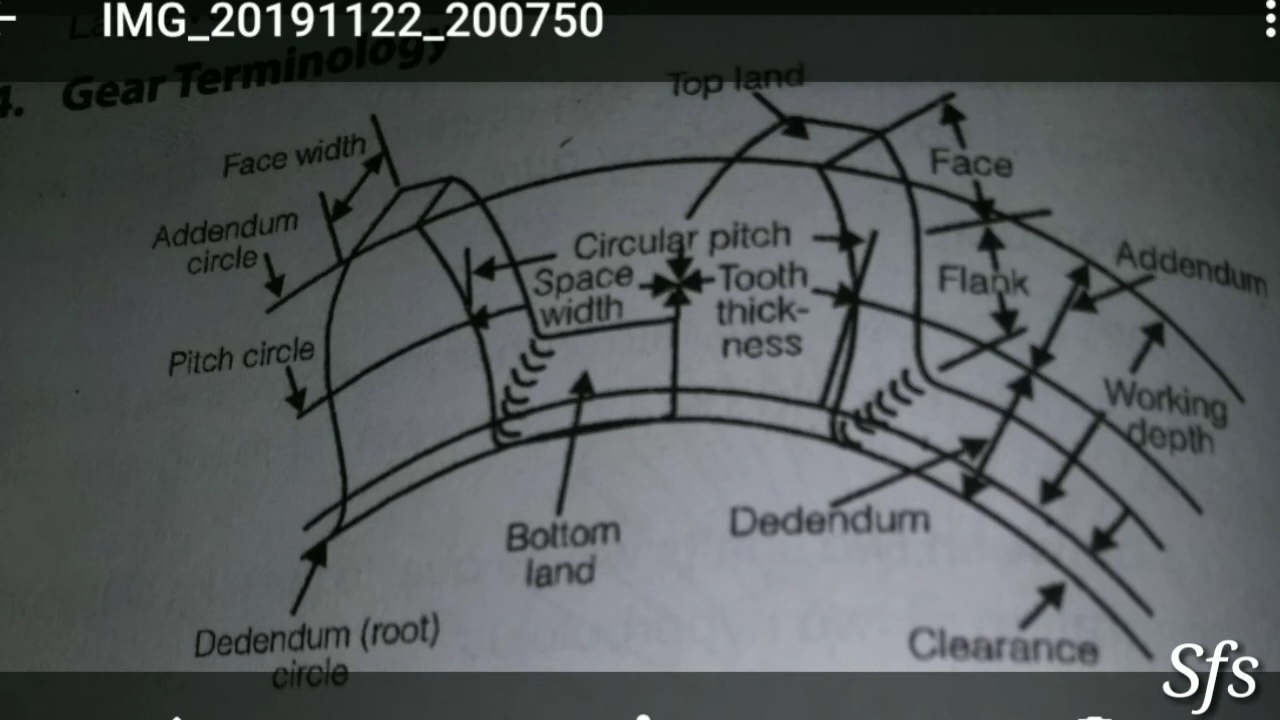 IMG_20191122_200750
4. Gear Terminology
Top land
Face width
Face
Addendum
circle
Circular pitch
Addendum
Space
width
Tooth
thick-
ness
Flank
Pitch circle
Working
depth
Bottom
land
Dedendum
Dedendum (root)
circle
Clearance
Sfs